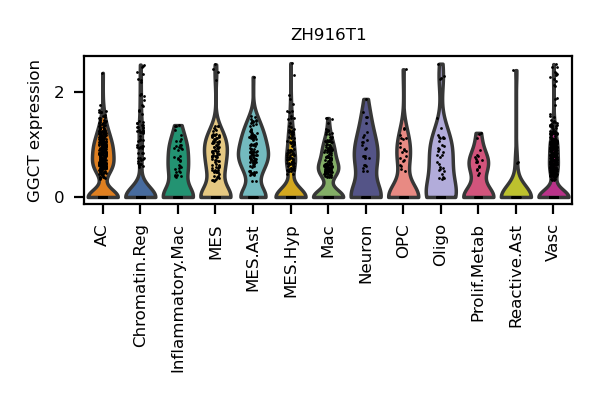 ZH916T1
GGCT expression
2
0
AC
Chromatin.Reg
Inflammatory.Mac
MES
MES.Ast
MES.Hyp
Mac
Neuron
OPC
Oligo
Prolif.Metab
Reactive.Ast
Vasc